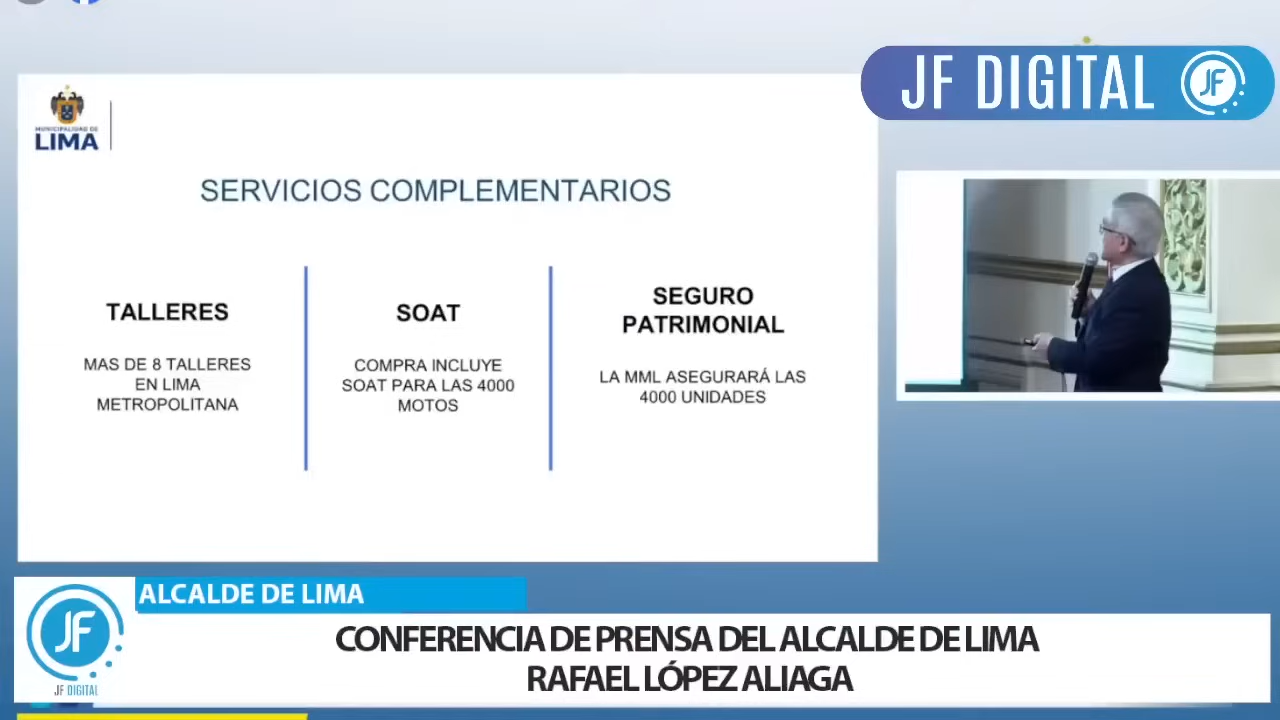 JF DIGITAL
JF
MUNICIPALIDAD DE
LIMA
SERVICIOS COMPLEMENTARIOS
TALLERES
MAS DE 8 TALLERES
EN LIMA
METROPOLITANA
SOAT
COMPRA INCLUYE
SOAT PARA LAS 4000
MOTOS
SEGURO
PATRIMONIAL
LA MML ASEGURARÁ LAS
4000 UNIDADES
JF
JF DIGITAL
ALCALDE DE LIMA
CONFERENCIA DE PRENSA DEL ALCALDE DE LIMA
RAFAEL LÓPEZ ALIAGA